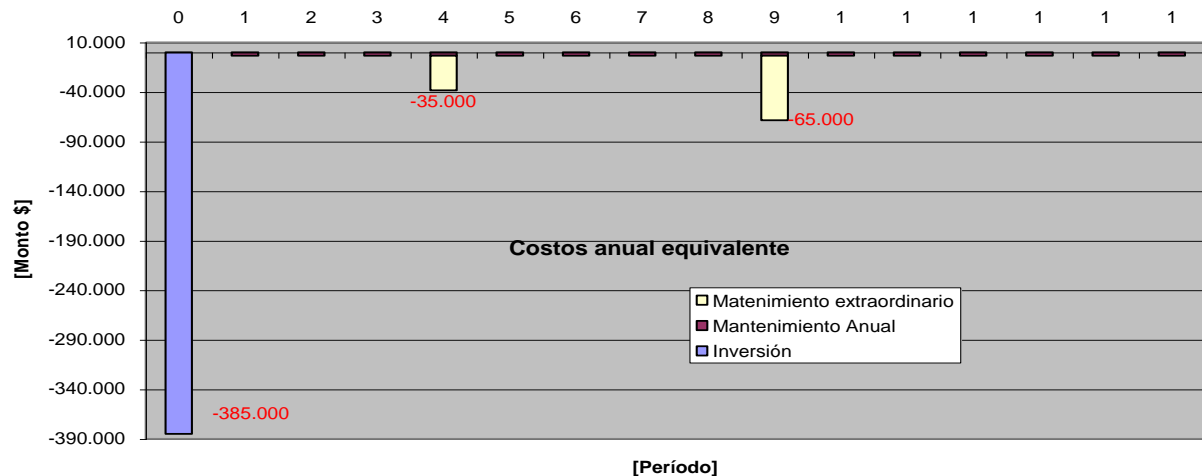 0 1 2 3 4 5 6 7 8 9 1 1 1 1 1 1 1
10.000
-40.000
-90.000
-140.000
-190.000
-240.000
-290.000
-340.000
-390.000
[Monto $]
-35.000
-65.000
Costos anual equivalente
Matenimiento extraordinario
Mantenimiento Anual
Inversión
-385.000
[Período]